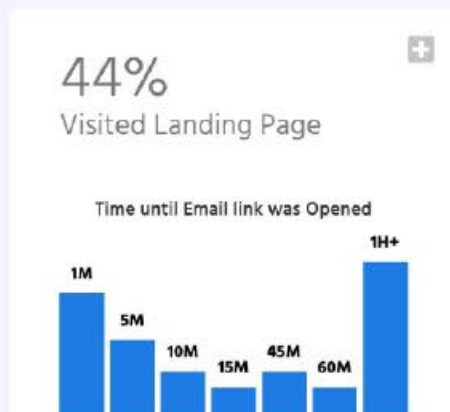 44%
Visited Landing Page
Time until Email link was Opened
1M
5M
10M
15M
45M
60M
1H+